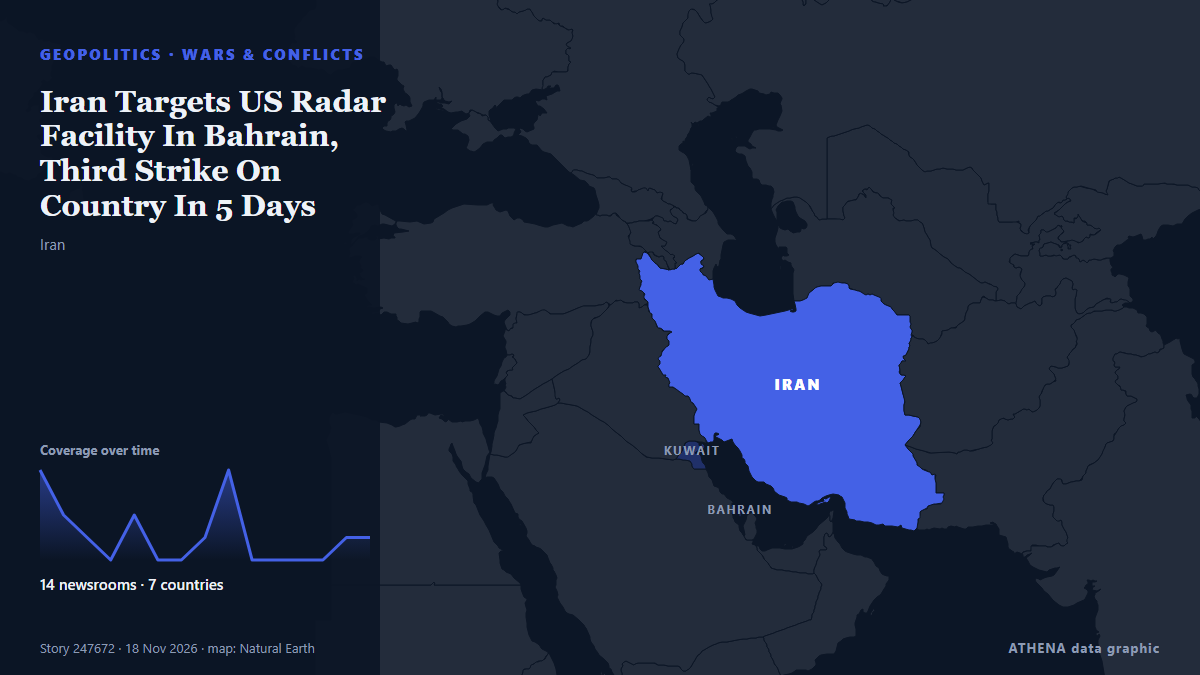 GEOPOLITICS · WARS & CONFLICTS
Iran Targets US Radar
Facility In Bahrain,
Third Strike On
Country In 5 Days
Iran
IRAN
KUWAIT
BAHRAIN
Coverage over time
14 newsrooms · 7 countries
Story 247672 · 18 Nov 2026 · map: Natural Earth
ATHENA data graphic